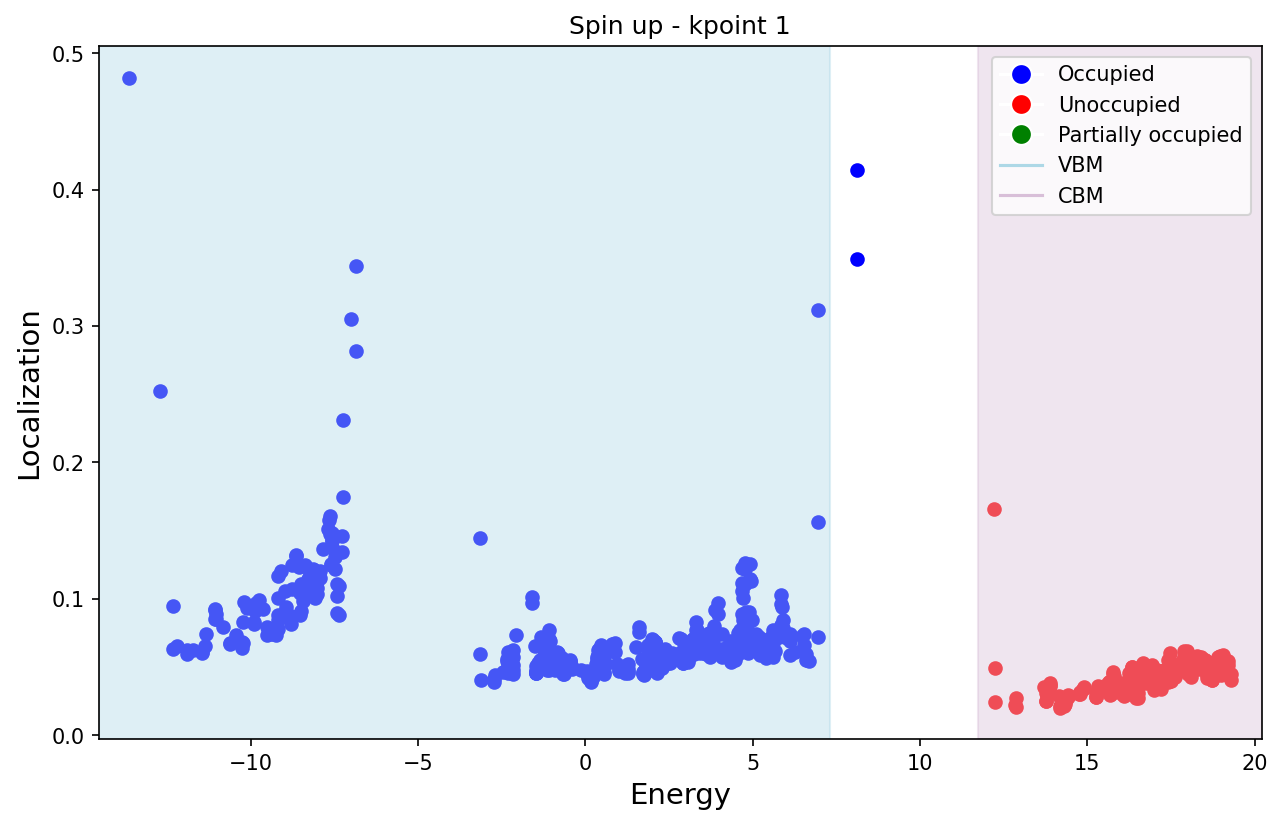 Spin up - kpoint 1
Localization
0.5
0.4
0.3
0.2
0.1
0.0
Occupied
Unoccupied
Partially occupied
VBM
CBM
−10
−5
0
5
10
15
20
Energy